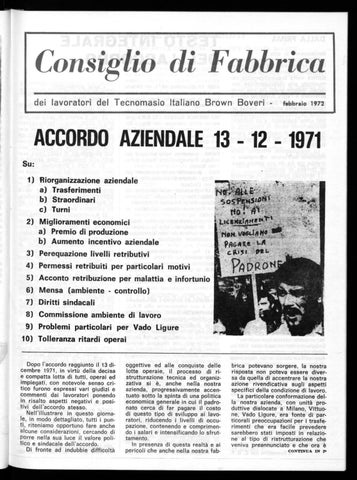 Consiglio di Fabbrica
dei lavoratori del Tecnomasio Italiano Brown Boveri - febbraio 1972
ACCORDO AZIENDALE 13 - 12 - 1971
Su:
1) Riorganizzazione aziendale
a) Trasferimenti
b) Straordinari
c) Turni
2) Miglioramenti economici
a) Premio di produzione
b) Aumento incentivo aziendale
3) Perequazione livelli retributivi
4) Permessi retribuiti per particolari motivi
5) Acconto retribuzione per malattia e infortunio
6) Mensa (ambiente - controllo)
7) Diritti sindacali
8) Commissione ambiente di lavoro
9) Problemi particolari per Vado Ligure
10) Tolleranza ritardi operai
NO. ALLE
SOSPENSIONI
NO. AI
LICENZIAMENTI
NON VOGLIAMO
PAGARE LA
CRISI DEL
PADRONE
Dopo l'accordo raggiunto il 13 di-
cembre 1971, in virtù della decisa
e compatta lotta di tutti, operai ed
impiegati, con notevole senso cri-
tico furono espressi vari giudizi e
commenti dai lavoratori ponendo
in risalto aspetti negativi e posi-
tivi dell'accordo stesso.
Nell'illustrare in questo giorna-
le, in modo dettagliato, tutti i pun-
ti, riteniamo opportuno fare anche
alcune considerazioni, cercando di
porre nella sua luce il valore poli-
tico e sindacale dell'accordo.
Di fronte ad indubbie difficoltà
oggettive ed alle conquiste delle
lotte operaie, il processo di ri-
strutturazione tecnica ed organiz-
zativa si è, anche nella nostra
azienda, progressivamente accen-
tuato sotto la spinta di una politica
economica generale in cui il padro-
nato cerca di far pagare il costo
di questo tipo di sviluppo ai lavo-
ratori, riducendo i livelli di occu-
pazione, contenendo e comprimen-
do i salari e intensificando lo sfrut-
tamento.
In presenza di questa realtà e ai
pericoli che anche nella nostra fab-
brica potevano sorgere, la nostra
risposta non poteva essere diver-
sa da quella di accentrare la nostra
azione rivendicativa sugli aspetti
specifici della condizione di lavoro.
La particolare conformazione del-
la nostra azienda, con unità pro-
duttive dislocate a Milano, Vittuo-
ne, Vado Ligure, era fonte di par-
ticolari preoccupazioni per i trasfe-
rimenti che era facile prevedere
sarebbero stati imposti in relazio-
ne al tipo di ristrutturazione che
veniva preannunciando e che ora è
CONTINUA IN 2ª